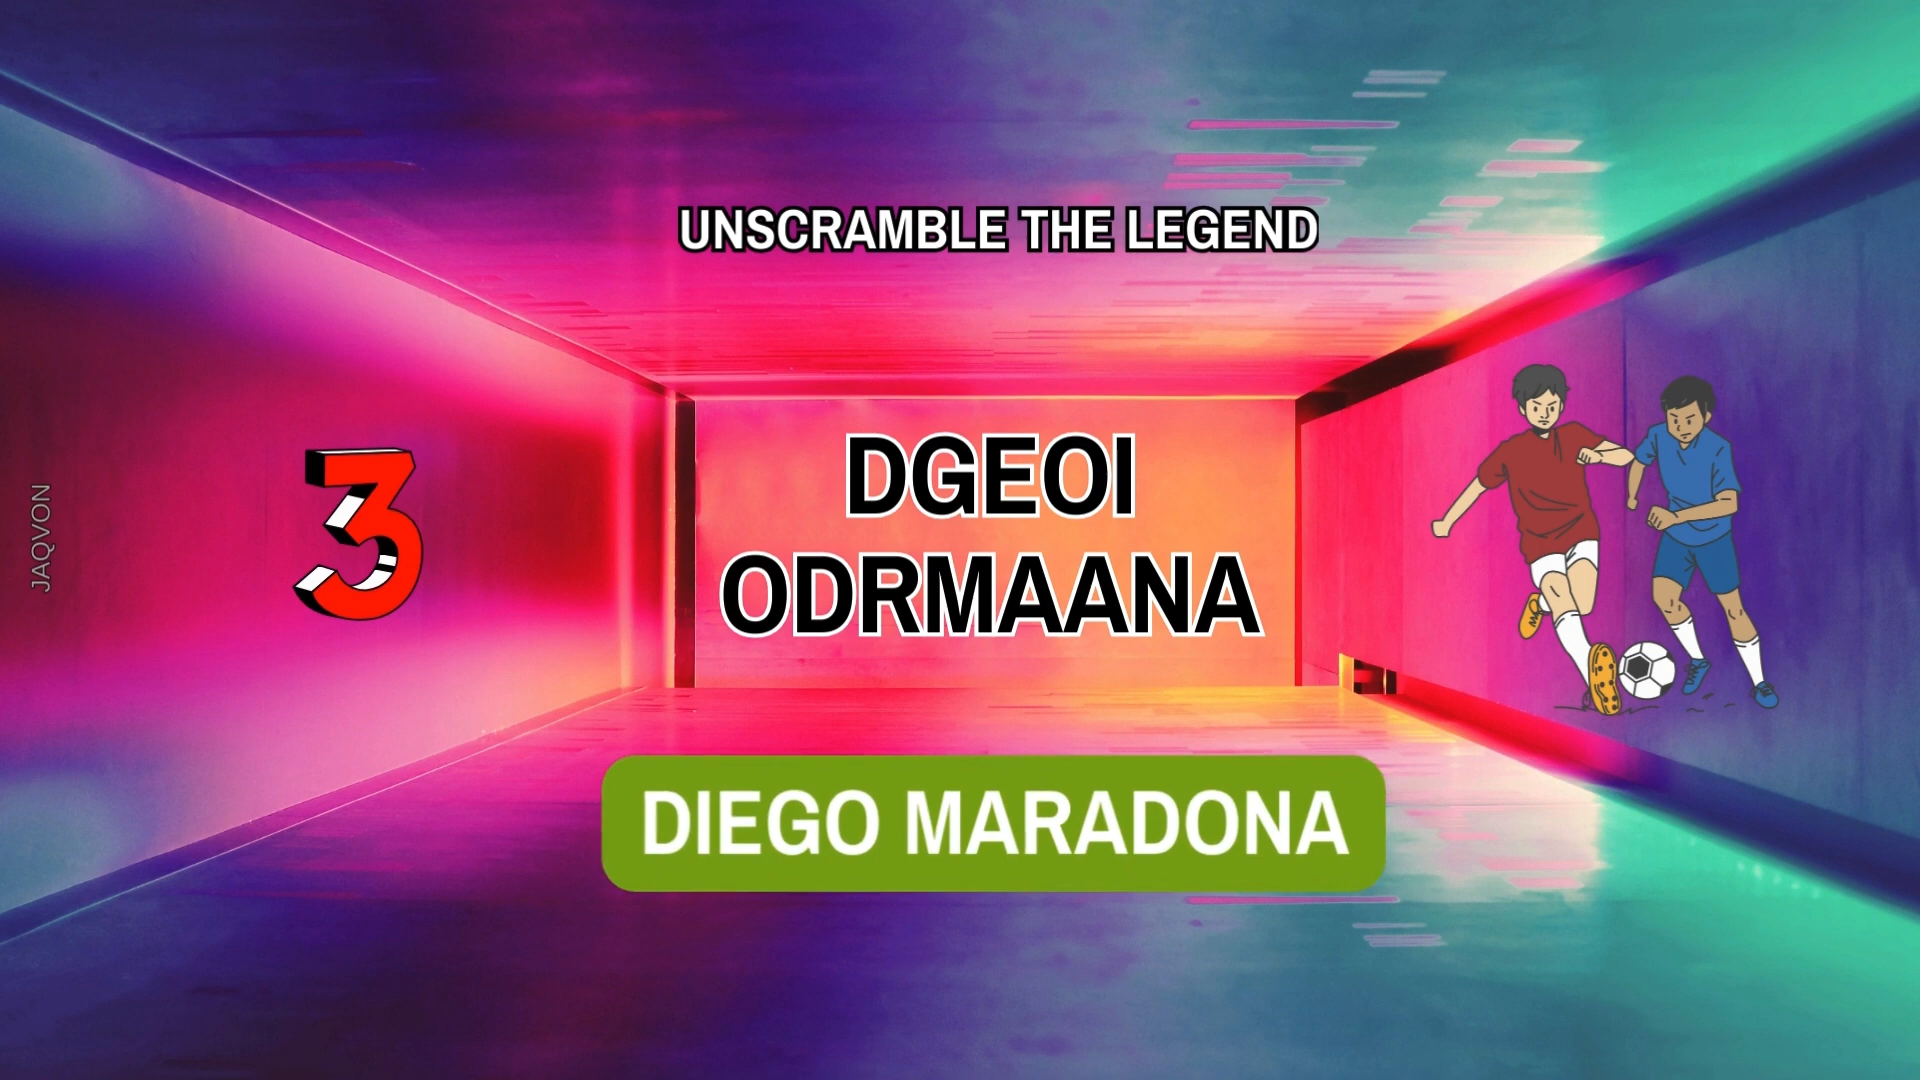 UNSCRAMBLE THE LEGEND
JAQVON
3
DGEOI
ODRMAANA
DIEGO MARADONA